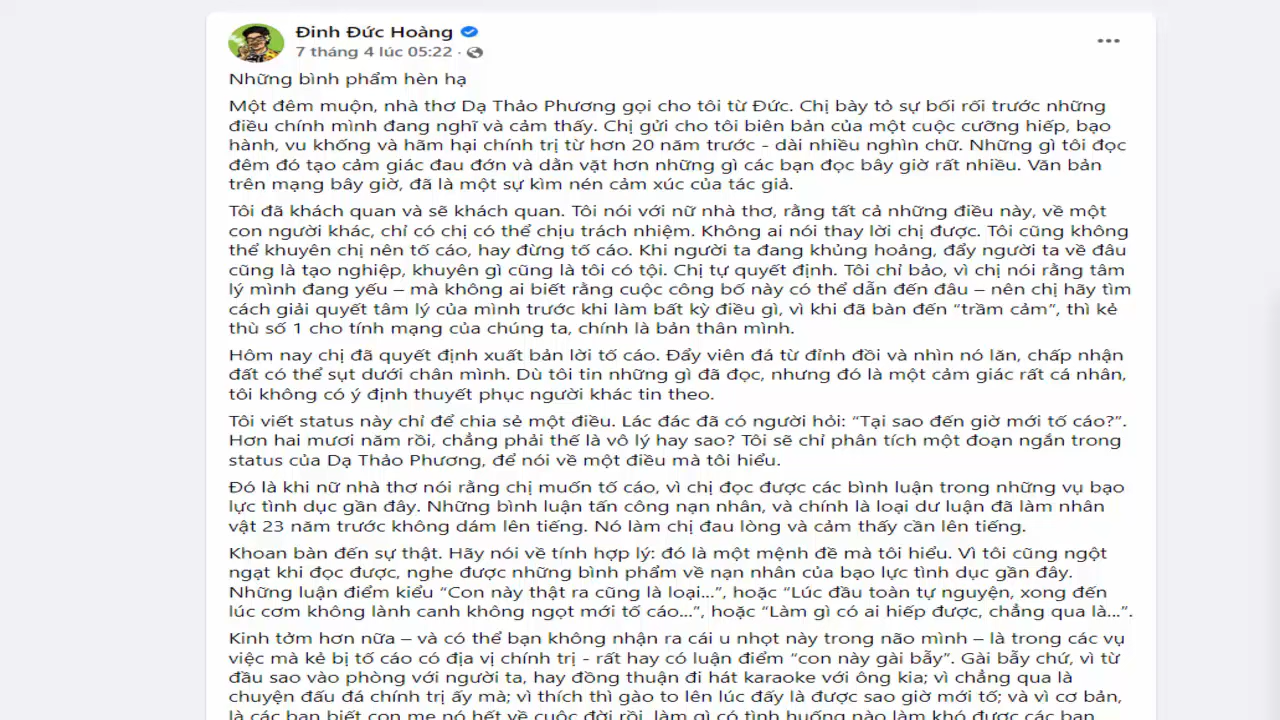 Đinh Đức Hoàng
7 tháng 4 lúc 05:22 ·
Những bình phẩm hèn hạ
Một đêm muộn, nhà thơ Dạ Thảo Phương gọi cho tôi từ Đức. Chị bày tỏ sự bối rối trước những
điều chính mình đang nghĩ và cảm thấy. Chị gửi cho tôi biên bản của một cuộc cưỡng hiếp, bạo
hành, vu khống và hãm hại chính trị từ hơn 20 năm trước - dài nhiều nghìn chữ. Những gì tôi đọc
đêm đó tạo cảm giác đau đớn và dằn vặt hơn những gì các bạn đọc bây giờ rất nhiều. Văn bản
trên mạng bây giờ, đã là một sự kìm nén cảm xúc của tác giả.
Tôi đã khách quan và sẽ khách quan. Tôi nói với nữ nhà thơ, rằng tất cả những điều này, về một
con người khác, chỉ có chị có thể chịu trách nhiệm. Không ai nói thay lời chị được. Tôi cũng không
thể khuyên chị nên tố cáo, hay đừng tố cáo. Khi người ta đang khủng hoảng, đẩy người ta về đâu
cũng là tạo nghiệp, khuyên gì cũng là tôi có tội. Chị tự quyết định. Tôi chỉ bảo, vì chị nói rằng tâm
lý mình đang yếu – mà không ai biết rằng cuộc công bố này có thể dẫn đến đâu – nên chị hãy tìm
cách giải quyết tâm lý của mình trước khi làm bất kỳ điều gì, vì khi đã bàn đến “trầm cảm”, thì kẻ
thù số 1 cho tính mạng của chúng ta, chính là bản thân mình.
Hôm nay chị đã quyết định xuất bản lời tố cáo. Đẩy viên đá từ đỉnh đồi và nhìn nó lăn, chấp nhận
đất có thể sụt dưới chân mình. Dù tôi tin những gì đã đọc, nhưng đó là một cảm giác rất cá nhân,
tôi không có ý định thuyết phục người khác tin theo.
Tôi viết status này chỉ để chia sẻ một điều. Lác đác đã có người hỏi: “Tại sao đến giờ mới tố cáo?”.
Hơn hai mươi năm rồi, chẳng phải thế là vô lý hay sao? Tôi sẽ chỉ phân tích một đoạn ngắn trong
status của Dạ Thảo Phương, để nói về một điều mà tôi hiểu.
Đó là khi nữ nhà thơ nói rằng chị muốn tố cáo, vì chị đọc được các bình luận trong những vụ bạo
lực tình dục gần đây. Những bình luận tấn công nạn nhân, và chính là loại dư luận đã làm nhân
vật 23 năm trước không dám lên tiếng. Nó làm chị đau lòng và cảm thấy cần lên tiếng.
Khoan bàn đến sự thật. Hãy nói về tính hợp lý: đó là một mệnh đề mà tôi hiểu. Vì tôi cũng ngột
ngạt khi đọc được, nghe được những bình phẩm về nạn nhân của bạo lực tình dục gần đây.
Những luận điểm kiểu “Con này thật ra cũng là loại...”, hoặc “Lúc đầu toàn tự nguyện, xong đến
lúc cơm không lành canh không ngọt mới tố cáo...”, hoặc “Làm gì có ai hiếp được, chẳng qua là...”.
Kinh tởm hơn nữa – và có thể bạn không nhận ra cái u nhọt này trong não mình – là trong các vụ
việc mà kẻ bị tố cáo có địa vị chính trị - rất hay có luận điểm “con này gài bẫy”. Gài bẫy chứ, vì từ
đầu sao vào phòng với người ta, hay đồng thuận đi hát karaoke với ông kia; vì chẳng qua là
chuyện đấu đá chính trị ấy mà; vì thích thì gào to lên lúc đấy là được sao giờ mới tố; và vì cơ bản,
là các bạn biết con mẹ nó hết về cuộc đời rồi, làm gì có tình huống nào làm khó được các bạn